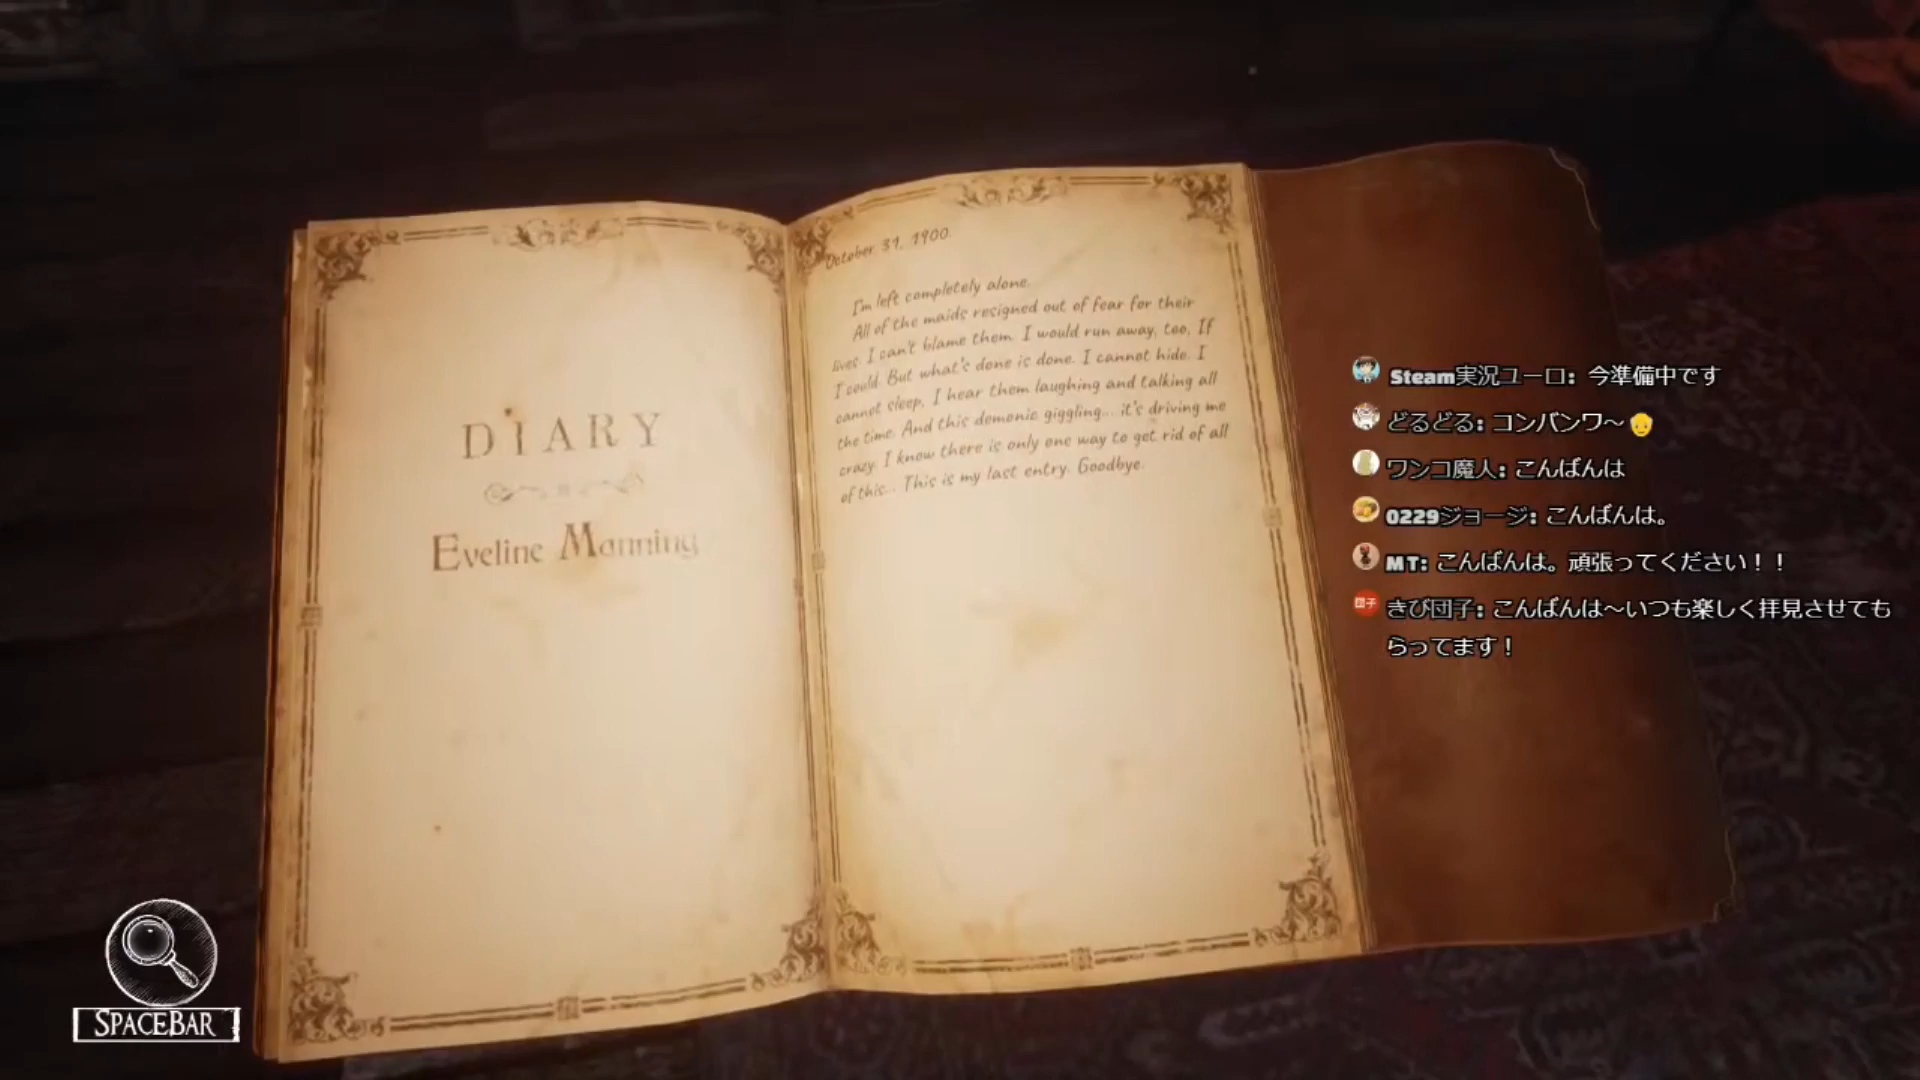 DIARY
Eveline Manning
October 31, 1900.
I'm left completely alone.
All of the maids resigned out of fear for their
lives. I can't blame them. I would run away, too, If
I could. But what's done is done. I cannot hide. I
cannot sleep, I hear them laughing and talking all
the time. And this demonic giggling... it's driving me
crazy. I know there is only one way to get rid of all
of this... This is my last entry. Goodbye.
Steam実況ユーロ: 今準備中です
どるどる: コンバンワ～
ワンコ魔人: こんばんは
0229ジョージ: こんばんは。
MT: こんばんは。頑張ってください！！
団子
きび団子: こんばんは～いつも楽しく拝見させても
らってます！
SPACEBAR